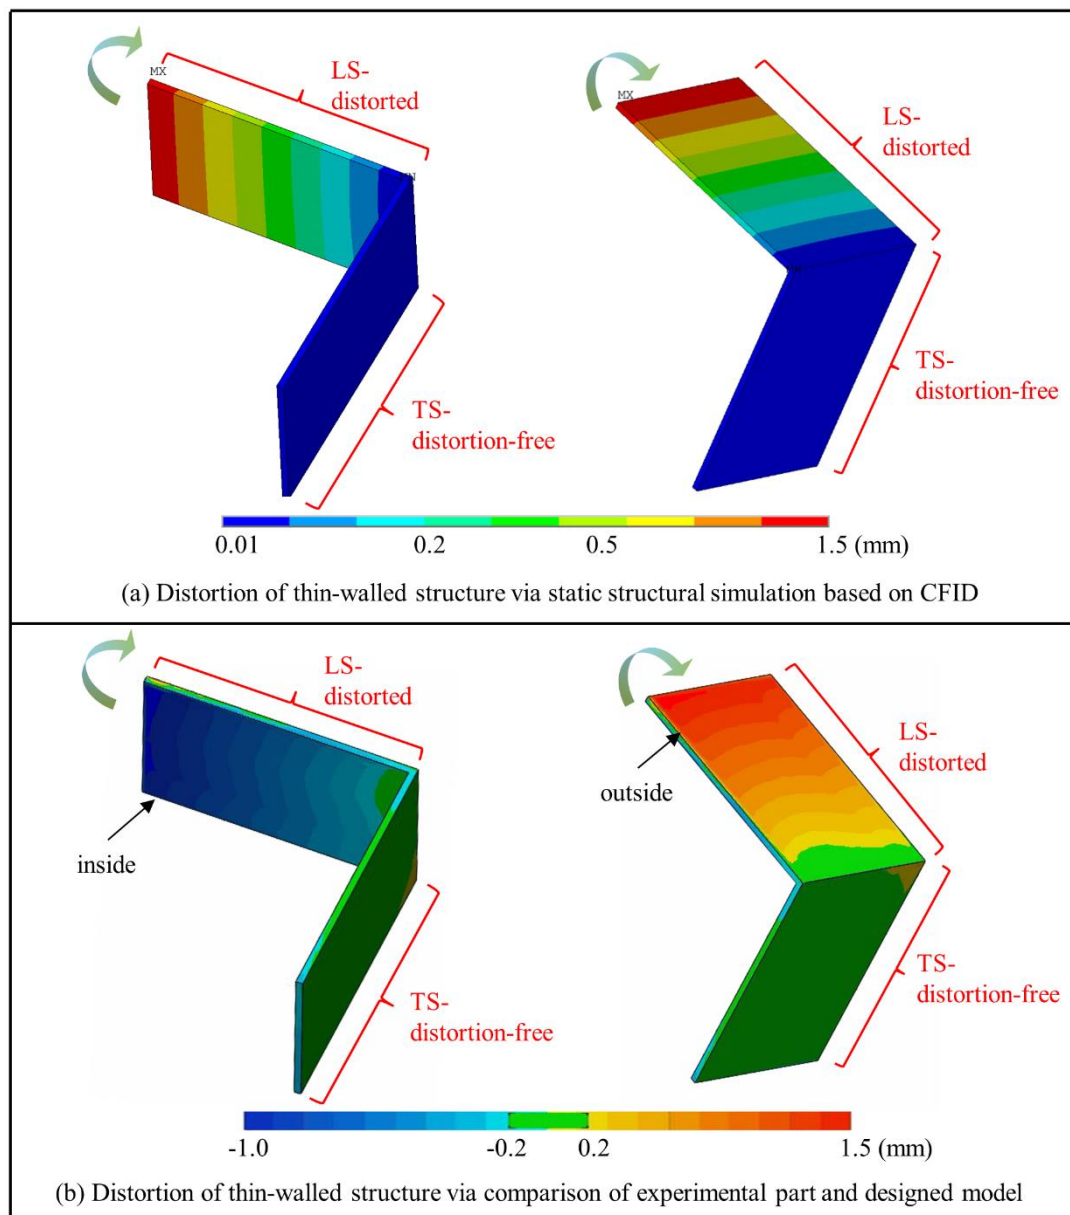 MX
LS-
distorted
TS-
distortion-free
MX
LS-
distorted
TS-
distortion-free
0.01 0.2 0.5 1.5 (mm)
(a) Distortion of thin-walled structure via static structural simulation based on CFID
LS-
distorted
inside
TS-
distortion-free
outside
LS-
distorted
TS-
distortion-free
-1.0 -0.2 0.2 1.5 (mm)
(b) Distortion of thin-walled structure via comparison of experimental part and designed model